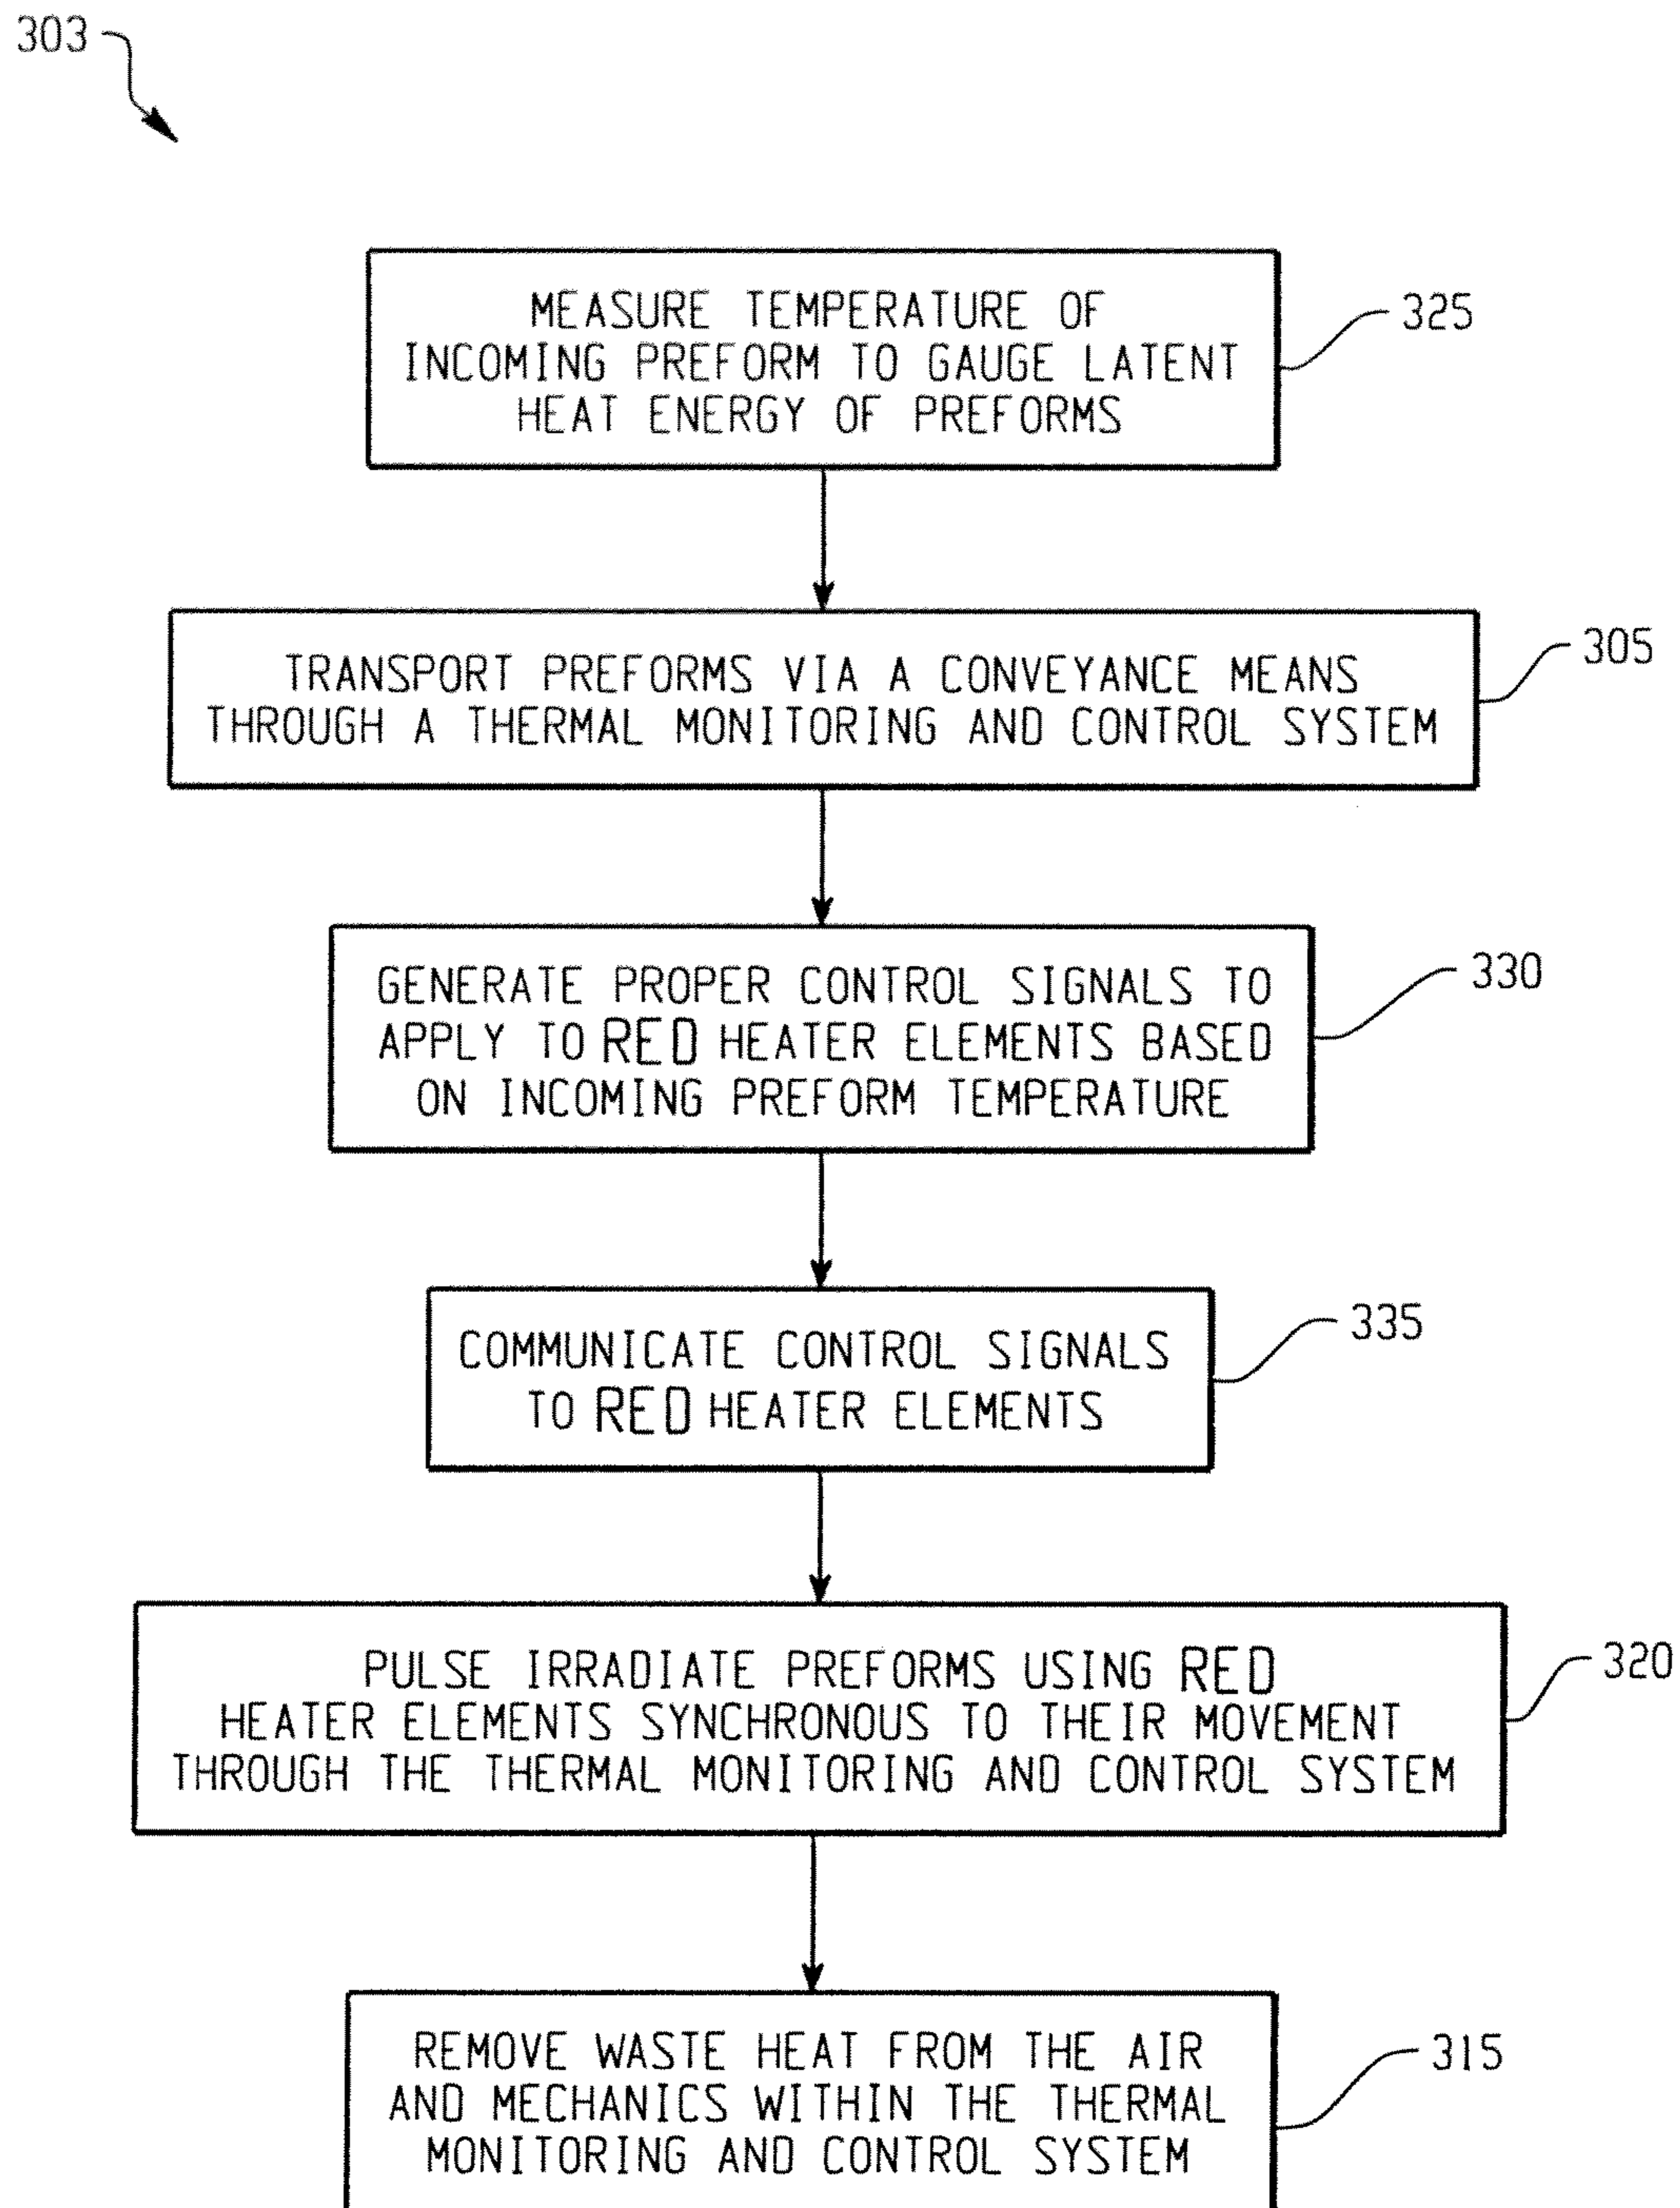 303
MEASURE TEMPERATURE OF
INCOMING PREFORM TO GAUGE LATENT
HEAT ENERGY OF PREFORMS
325
TRANSPORT PREFORMS VIA A CONVEYANCE MEANS
THROUGH A THERMAL MONITORING AND CONTROL SYSTEM
305
GENERATE PROPER CONTROL SIGNALS TO
APPLY TO RED HEATER ELEMENTS BASED
ON INCOMING PREFORM TEMPERATURE
330
COMMUNICATE CONTROL SIGNALS
TO RED HEATER ELEMENTS
335
PULSE IRRADIATE PREFORMS USING RED
HEATER ELEMENTS SYNCHRONOUS TO THEIR MOVEMENT
THROUGH THE THERMAL MONITORING AND CONTROL SYSTEM
320
REMOVE WASTE HEAT FROM THE AIR
AND MECHANICS WITHIN THE THERMAL
MONITORING AND CONTROL SYSTEM
315